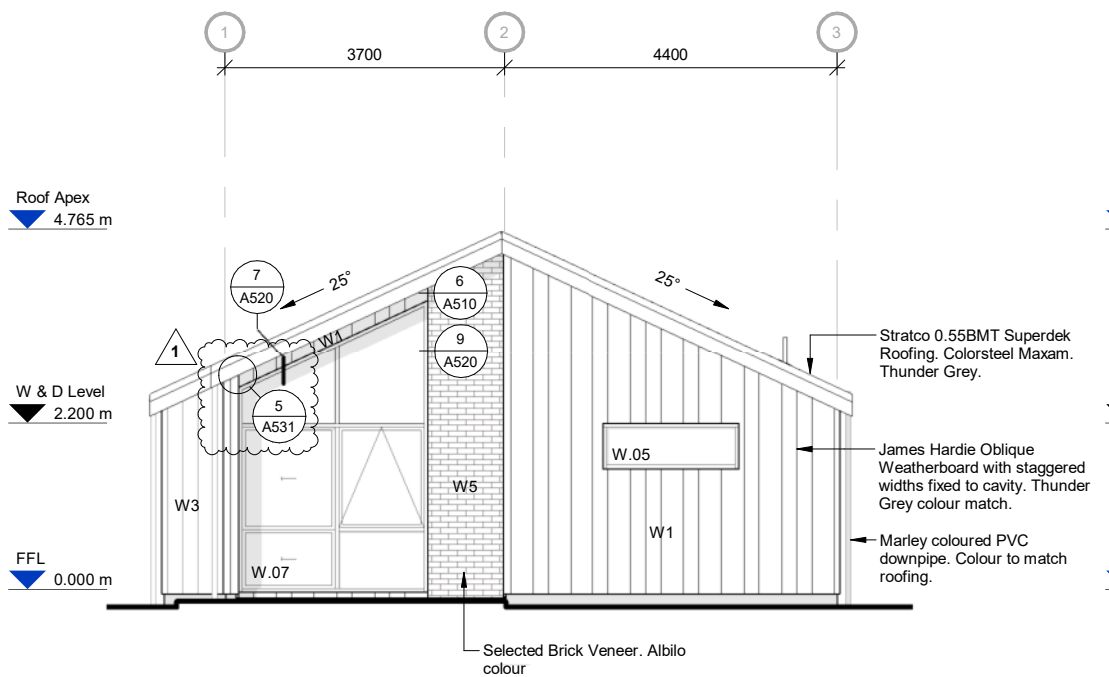 1
2
3
3700
4400
Roof Apex
4.765 m
7
A520
25°
6
A510
25°
W1
9
A520
1
Stratco 0.55BMT Superdek
Roofing. Colorsteel Maxam.
Thunder Grey.
W & D Level
2.200 m
5
A531
W.05
James Hardie Oblique
Weatherboard with staggered
widths fixed to cavity. Thunder
Grey colour match.
W3
W5
W1
Marley coloured PVC
downpipe. Colour to match
roofing.
FFL
0.000 m
W.07
Selected Brick Veneer. Albilo
colour